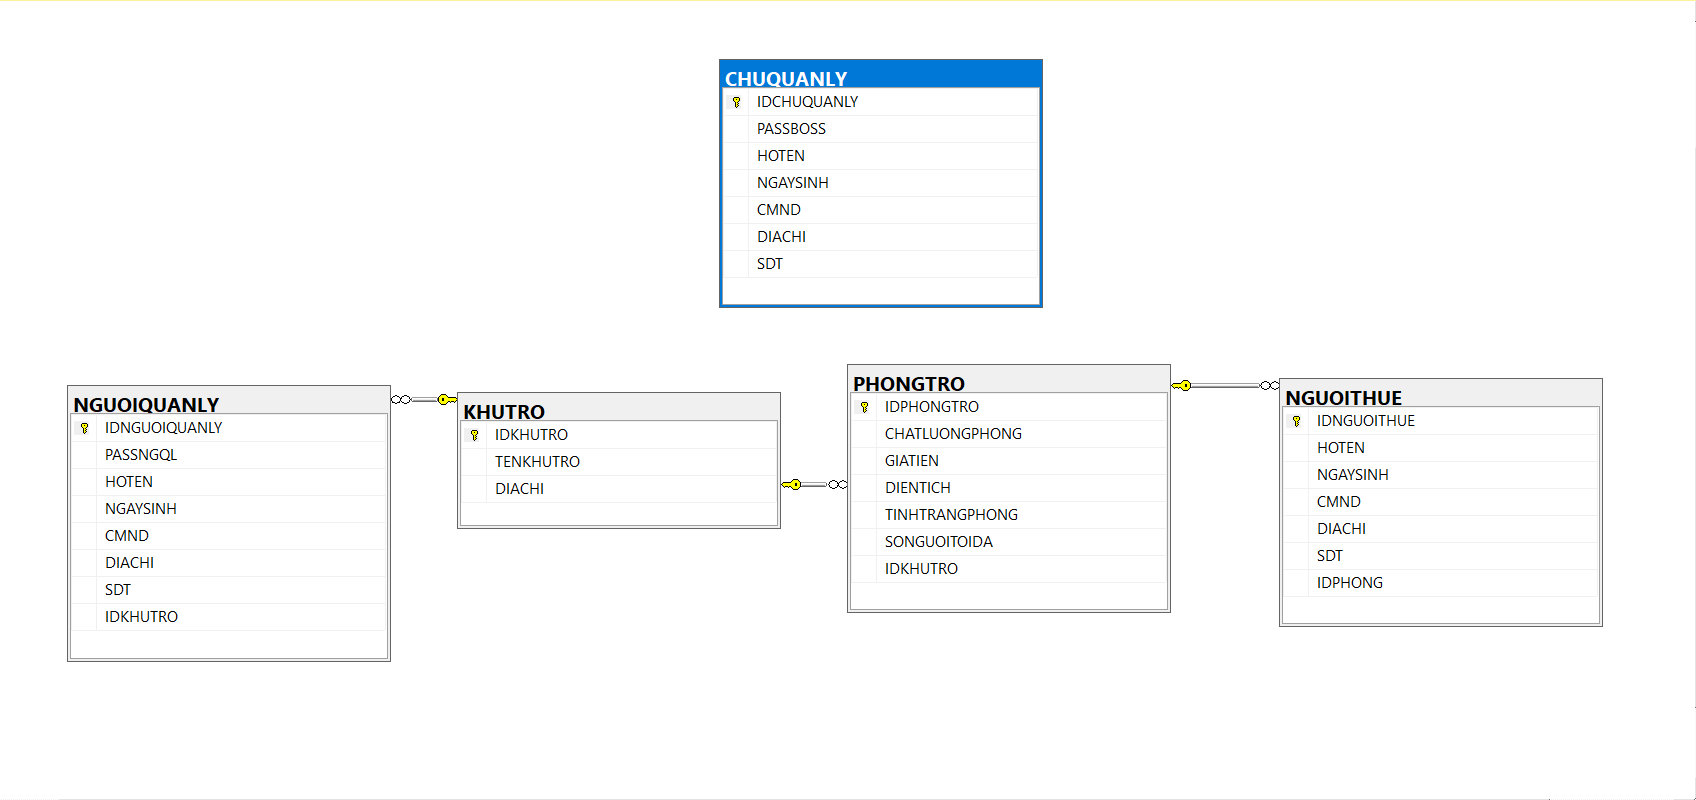 CHUQUANLY
IDCHUQUANLY
PASSBOSS
HOTEN
NGAYSINH
CMND
DIACHI
SDT
NGUOIQUANLY
IDNGUOIQUANLY
PASSNGQL
HOTEN
NGAYSINH
CMND
DIACHI
SDT
IDKHUTRO
KHUTRO
IDKHUTRO
TENKHUTRO
DIACHI
PHONGTRO
IDPHONGTRO
CHATLUONGPHONG
GIATIEN
DIENTICH
TINHTRANGPHONG
SONGUOITOIDA
IDKHUTRO
NGUOITHUE
IDNGUOITHUE
HOTEN
NGAYSINH
CMND
DIACHI
SDT
IDPHONG